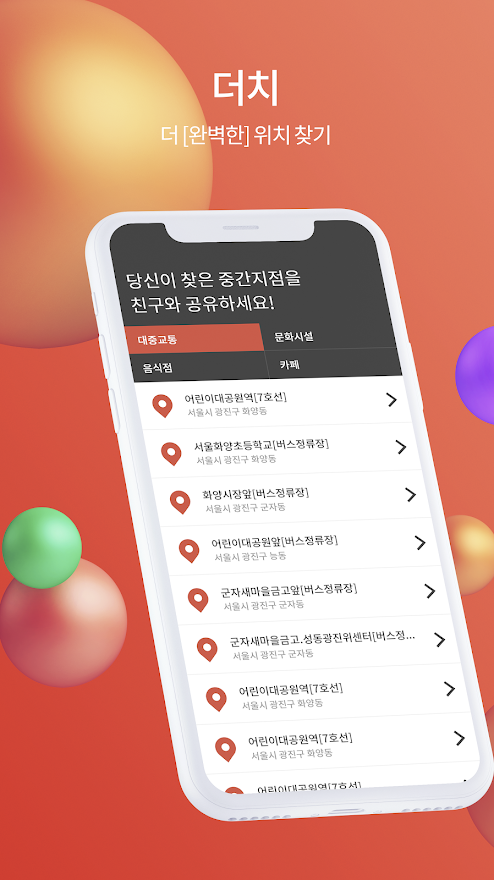 더치
더 [완벽한] 위치 찾기
당신이 찾은 중간지점을
친구와 공유하세요!
대중교통
문화시설
음식점
카페
어린이대공원역[7호선]
서울시 광진구 화양동
서울화양초등학교[버스정류장]
서울시 광진구 화양동
화양시장앞[버스정류장]
서울시 광진구 군자동
어린이대공원앞[버스정류장]
서울시 광진구 능동
군자새마을금고앞[버스정류장]
서울시 광진구 군자동
군자새마을금고.성동광진위센터[버스정...
서울시 광진구 군자동
어린이대공원역[7호선]
서울시 광진구 화양동
어린이대공원역[7호선]
서울시 광진구 화양동
어린이대공원역[7호선]